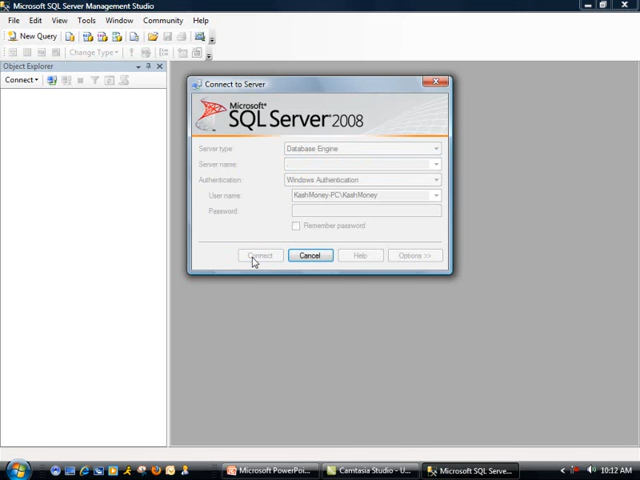 Microsoft SQL Server Management Studio
File Edit View Tools Window Community Help
New Query
Change Type
Object Explorer
Connect
Connect to Server
Microsoft
SQL Server 2008
Server type: Database Engine
Server name: .
Authentication: Windows Authentication
User name: KashMoney-PC\KashMoney
Password:
Remember password
Connect Cancel Help Options >>
Microsoft PowerPoi... Camtasia Studio - U... Microsoft SQL Serve... 10:12 AM